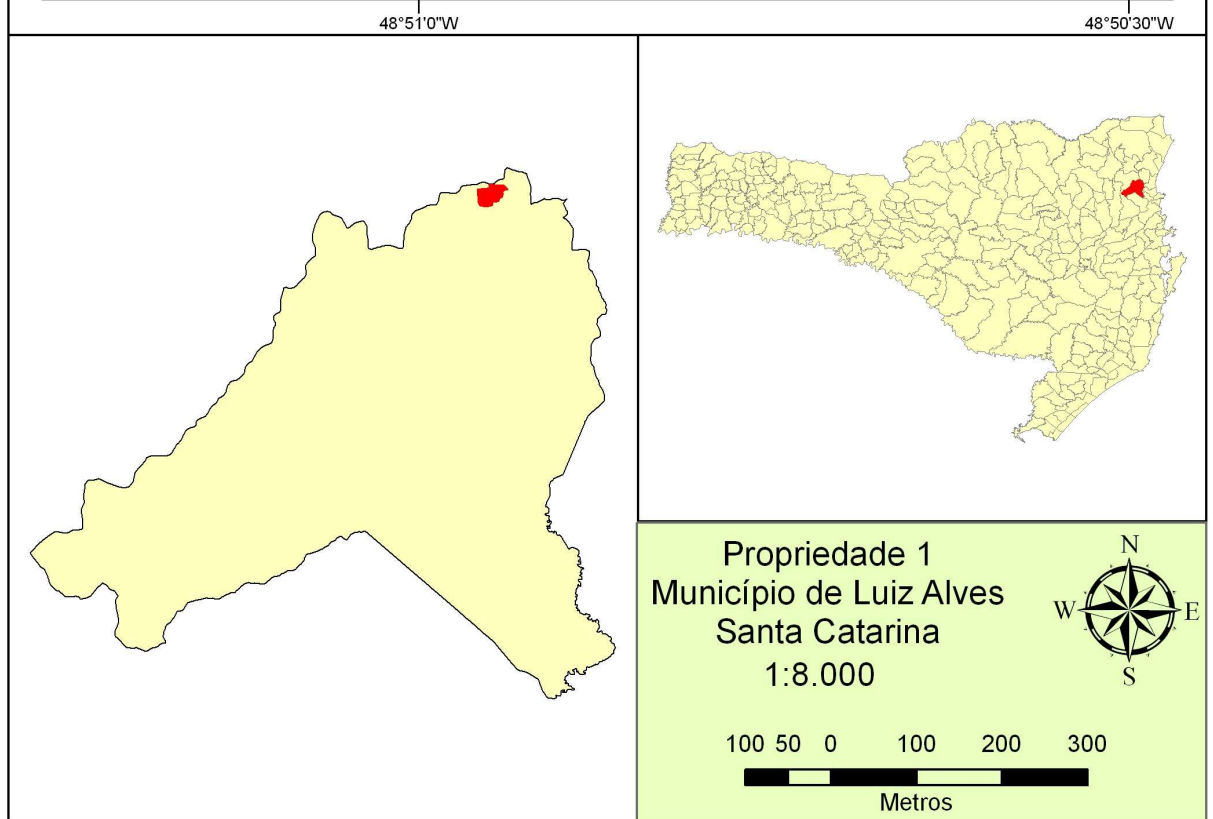 48°51'0"W
48°50'30"W
Propriedade 1
Município de Luiz Alves
Santa Catarina
1:8.000
N
W
E
S
100 50 0 100 200 300
Metros